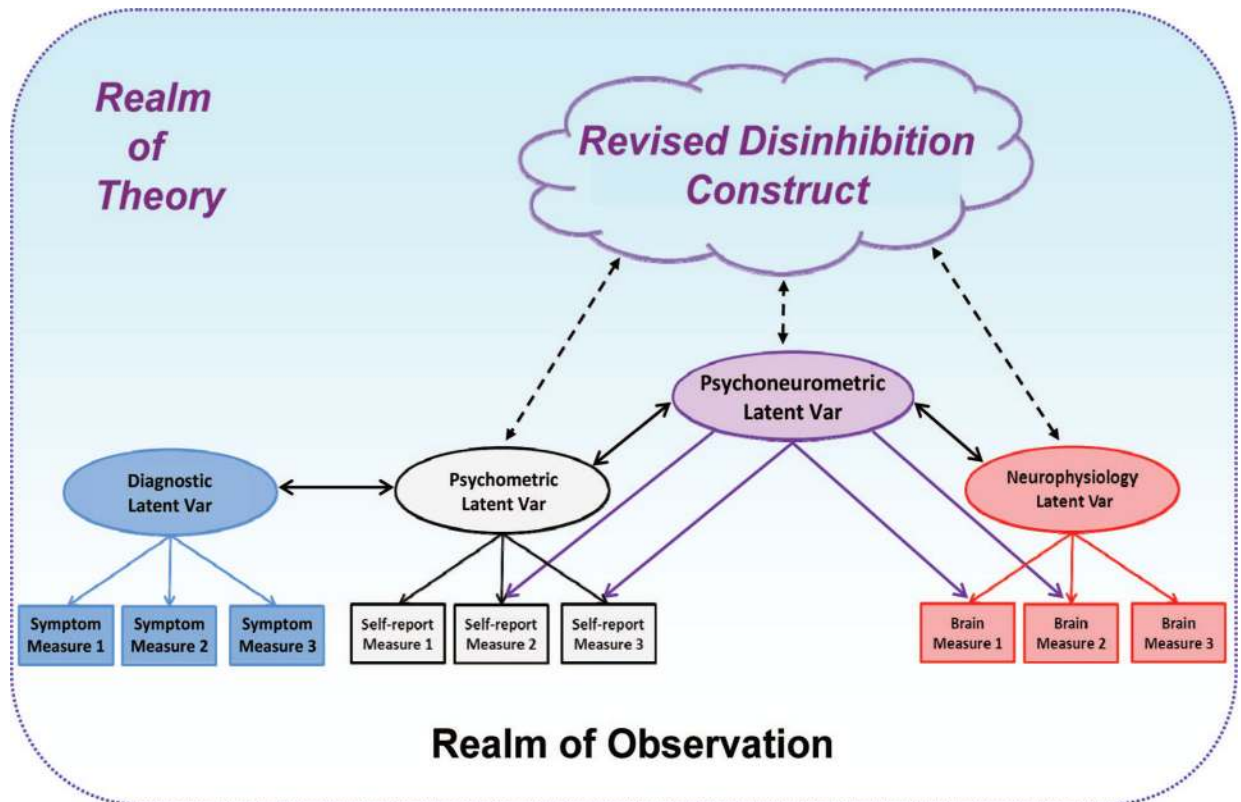 Realm
of
Theory
Revised Disinhibition
Construct
Psychoneurometric
Latent Var
Diagnostic
Latent Var
Psychometric
Latent Var
Neurophysiology
Latent Var
Symptom
Measure 1
Symptom
Measure 2
Symptom
Measure 3
Self-report
Measure 1
Self-report
Measure 2
Self-report
Measure 3
Brain
Measure 1
Brain
Measure 2
Brain
Measure 3
Realm of Observation